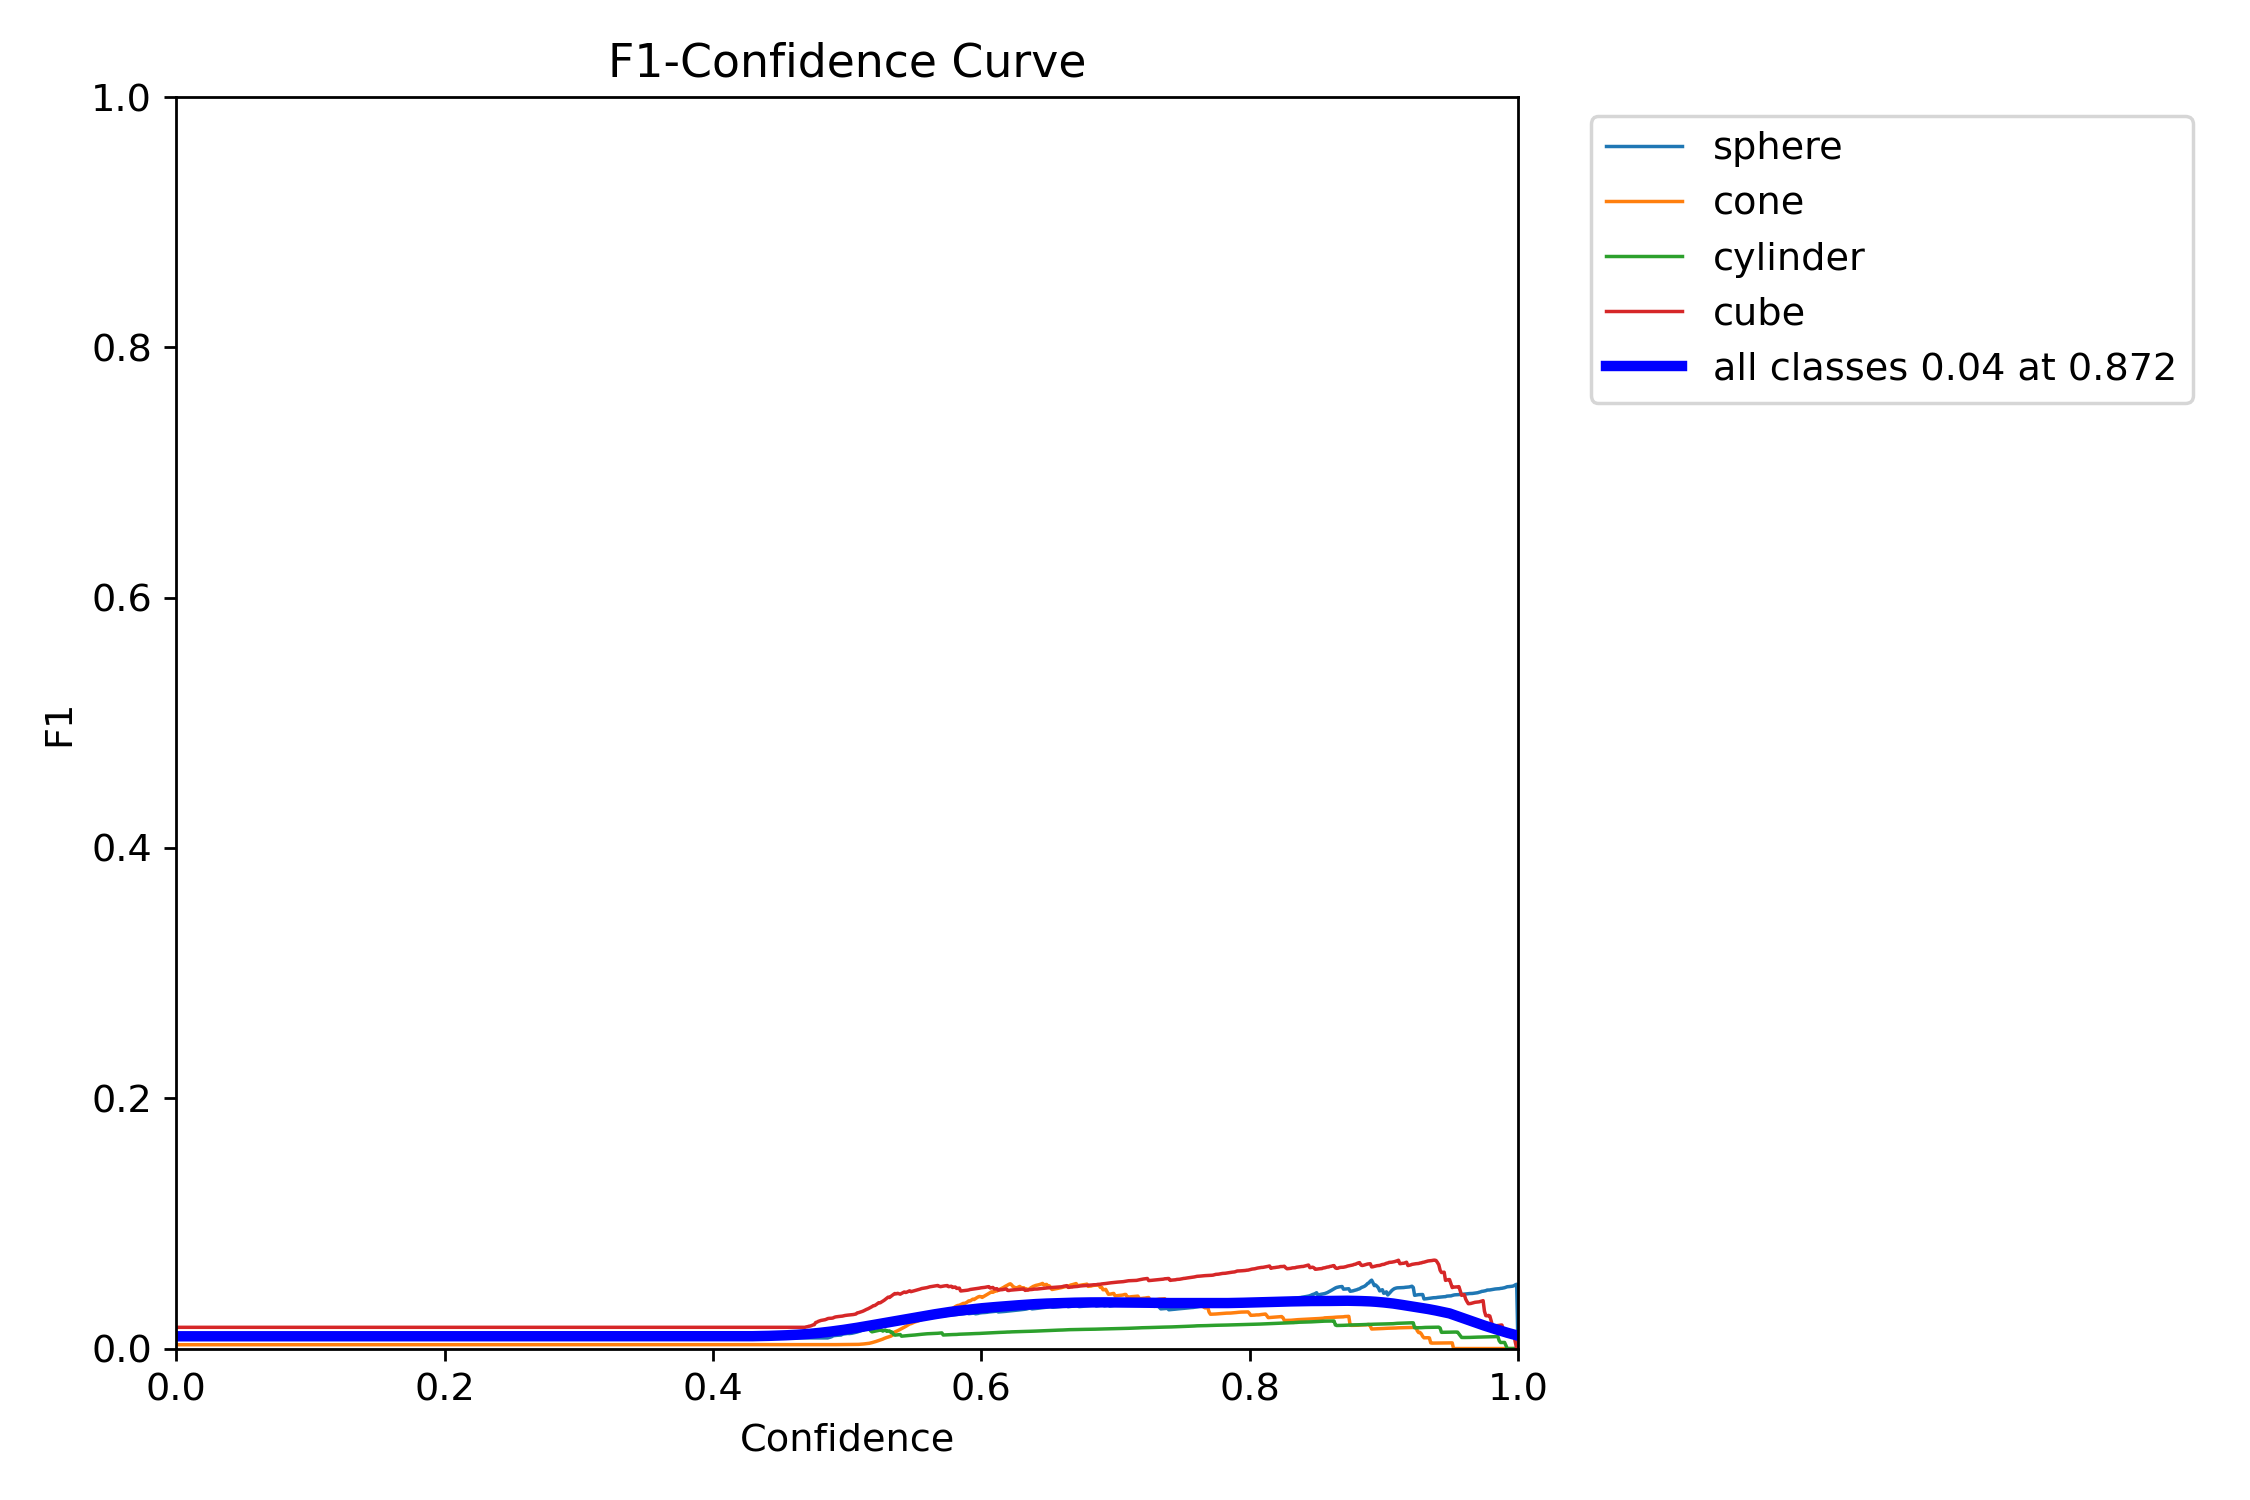 F1-Confidence Curve
1.0
0.8
0.6
0.4
0.2
0.0
F1
0.0 0.2 0.4 0.6 0.8 1.0
Confidence
sphere
cone
cylinder
cube
all classes 0.04 at 0.872